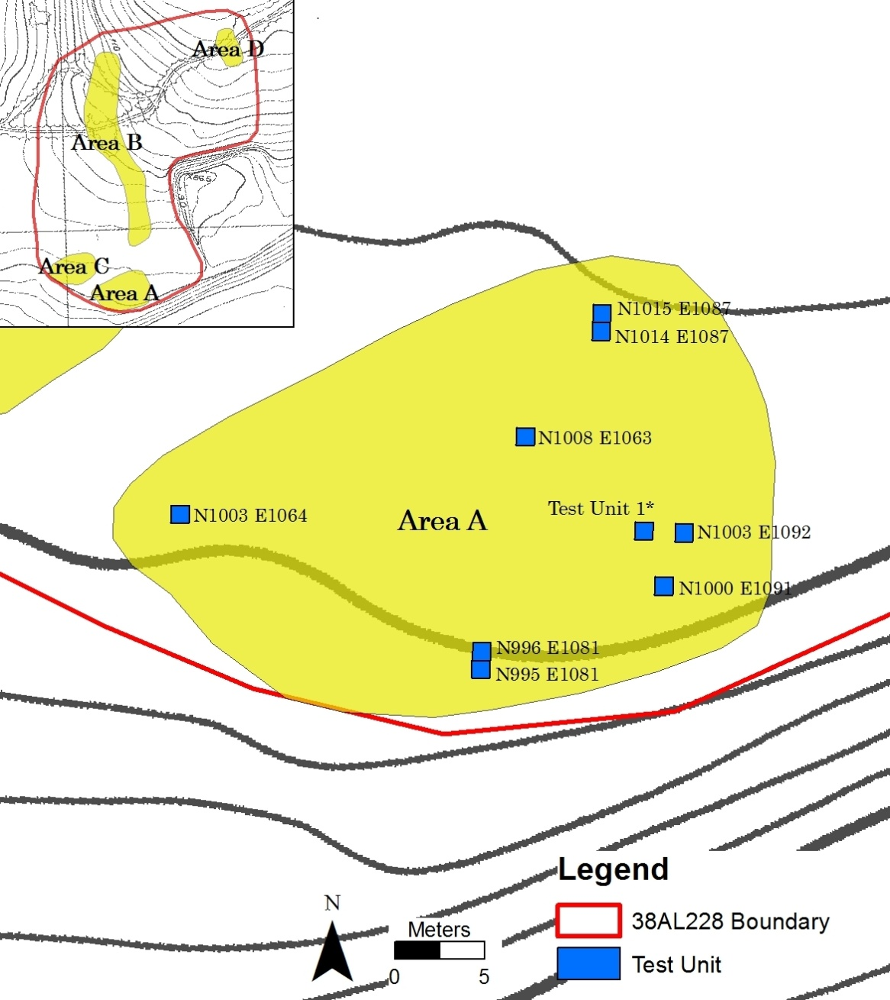 Area D
Area B
Area C
Area A
N1015 E1087
N1014 E1087
N1008 E1063
N1003 E1064
Area A
Test Unit 1*
N1003 E1092
N1000 E1091
N996 E1081
N995 E1081
Legend
38AL228 Boundary
Test Unit
N
Meters
0 5